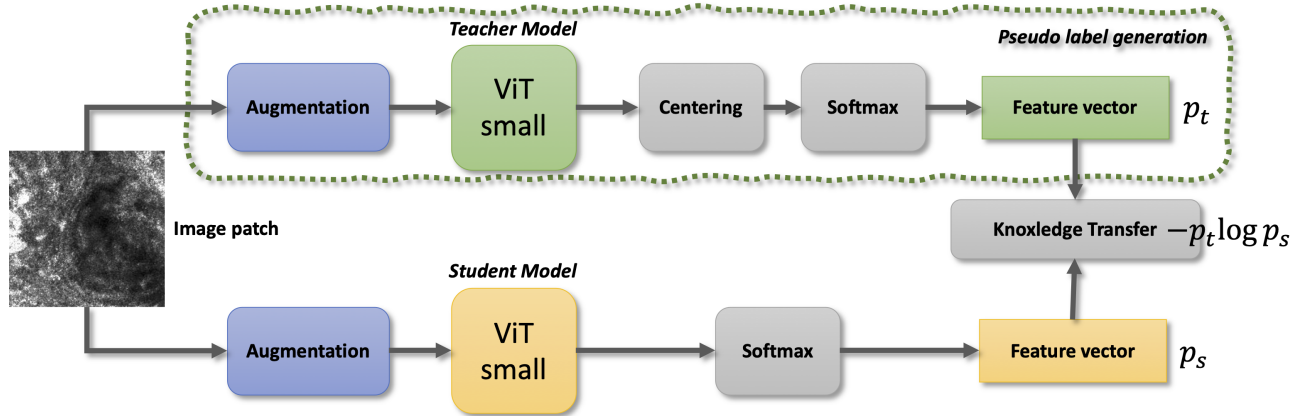 Teacher Model
Pseudo label generation
Augmentation
ViT
small
Centering
Softmax
Feature vector
p_t
Image patch
Knoxledge Transfer
−p_t log p_s
Student Model
Augmentation
ViT
small
Softmax
Feature vector
p_s